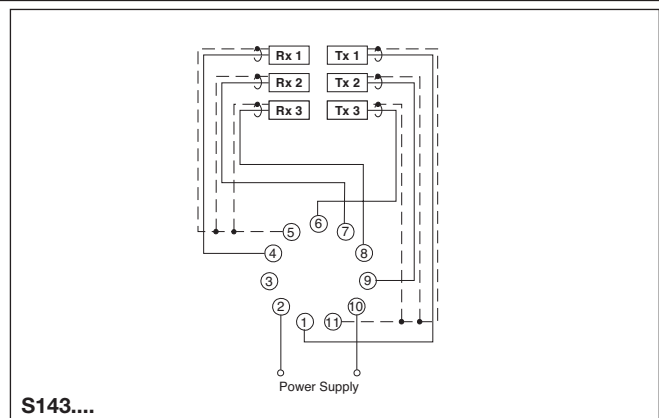 Rx 1 Tx 1
Rx 2 Tx 2
Rx 3 Tx 3
6
5 7
4 8
3 9
2 10
1 11
Power Supply
S143....